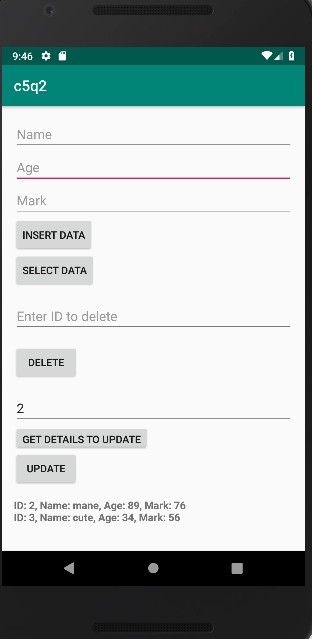 9:46
c5q2
Name
Age
Mark
INSERT DATA
SELECT DATA
Enter ID to delete
DELETE
2
GET DETAILS TO UPDATE
UPDATE
ID: 2, Name: mane, Age: 89, Mark: 76
ID: 3, Name: cute, Age: 34, Mark: 56